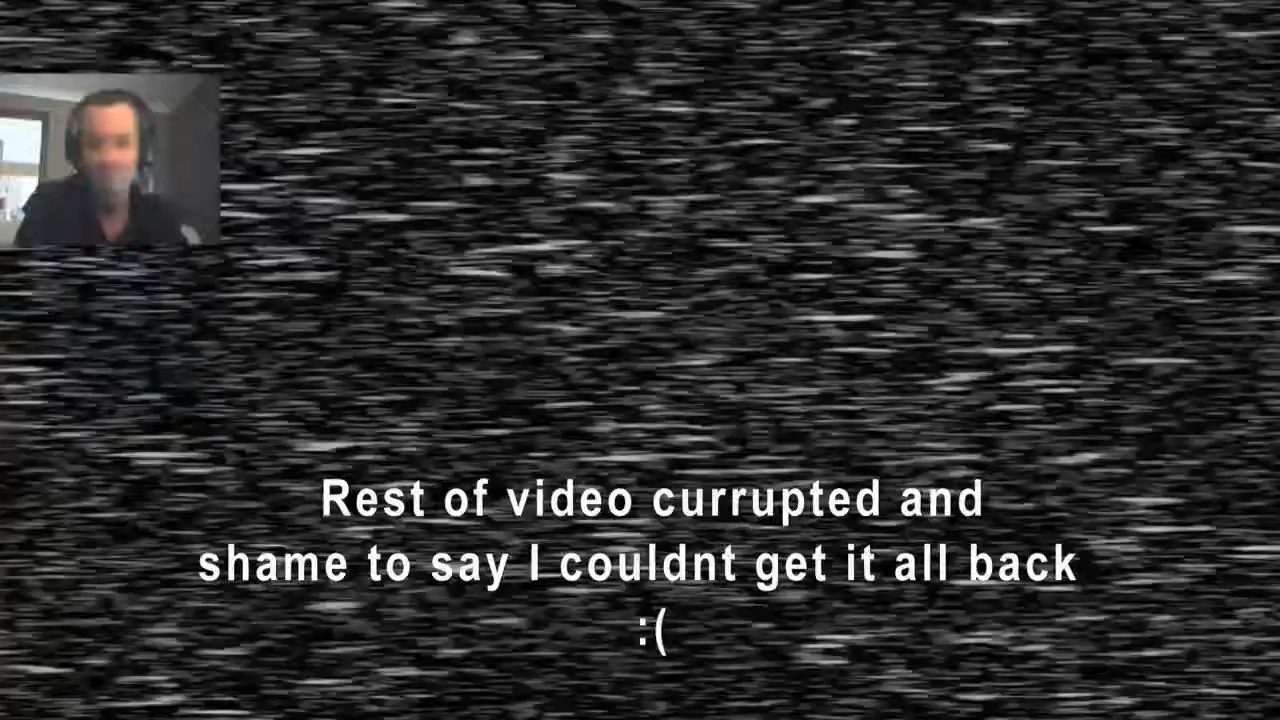 Rest of video currupted and
shame to say I couldnt get it all back
:(